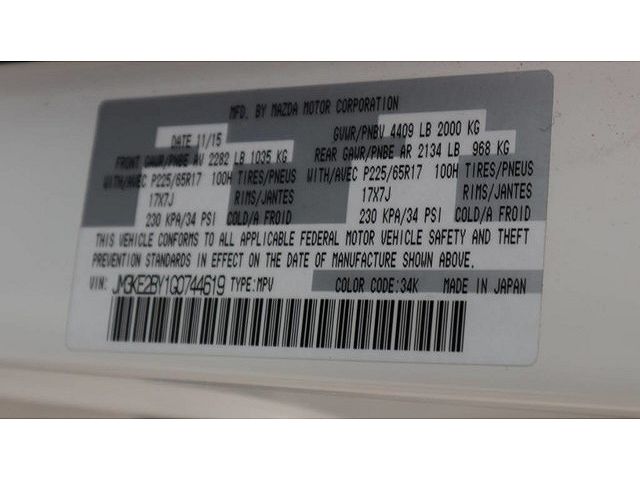 MFD. BY MAZDA MOTOR CORPORATION
DATE 11/15 GVWR/PNBV 4409 LB 2000 KG
FRONT GAWR/PNBE AV 2282 LB 1035 KG REAR GAWR/PNBE AR 2134 LB 968 KG
WITH/AVEC P225/65R17 100H TIRES/PNEUS WITH/AVEC P225/65R17 100H TIRES/PNEUS
17X7J RIMS/JANTES 17X7J RIMS/JANTES
230 KPA/34 PSI COLD/A FROID 230 KPA/34 PSI COLD/A FROID
THIS VEHICLE CONFORMS TO ALL APPLICABLE FEDERAL MOTOR VEHICLE SAFETY AND THEFT
PREVENTION STANDARDS IN EFFECT ON THE DATE OF MANUFACTURE SHOWN ABOVE.
VIN: JM3KE2BY1G0744619 TYPE: MPV COLOR CODE: 34K MADE IN JAPAN